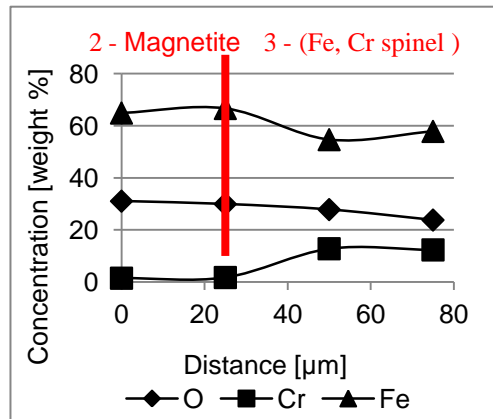 2 - Magnetite 3 - (Fe, Cr spinel )
80
60
40
20
0
Concentration [weight %]
0 20 40 60 80
Distance [µm]
O Cr Fe